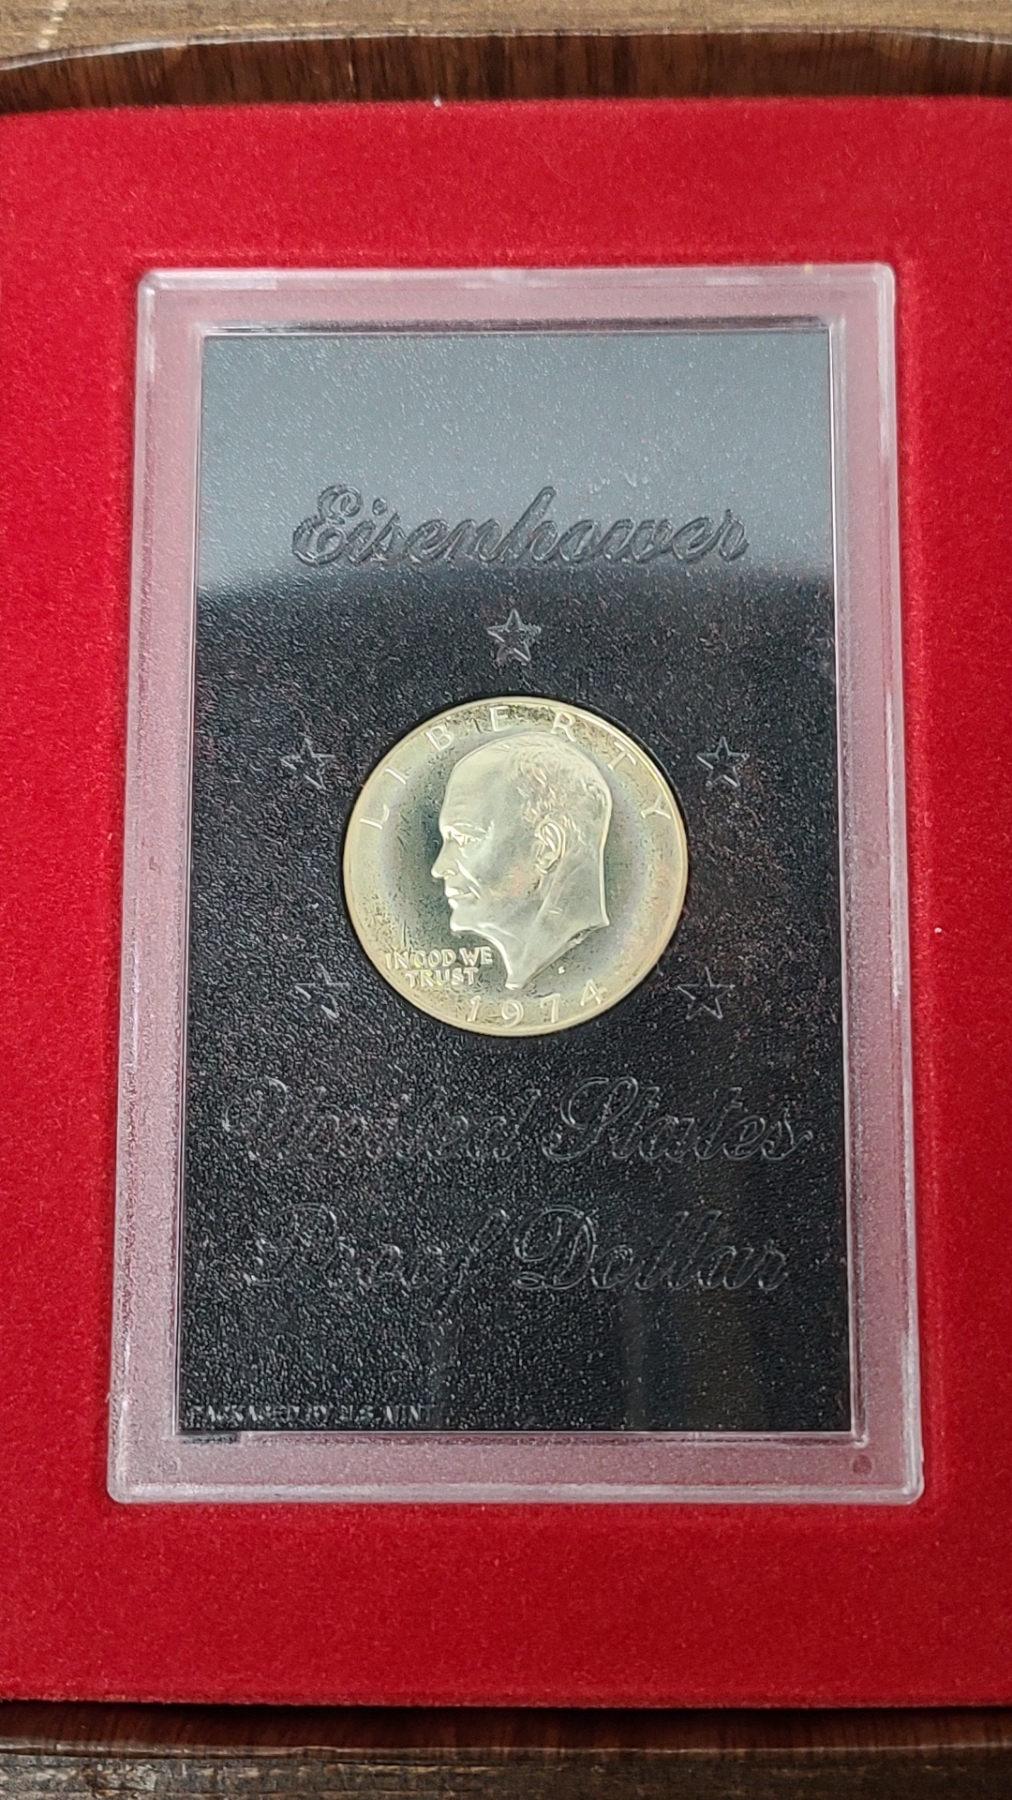 Eisenhower
LIBERTY
IN GOD WE
TRUST
1974
United States
Proof Dollar
PACKAGED BY U.S. MINT